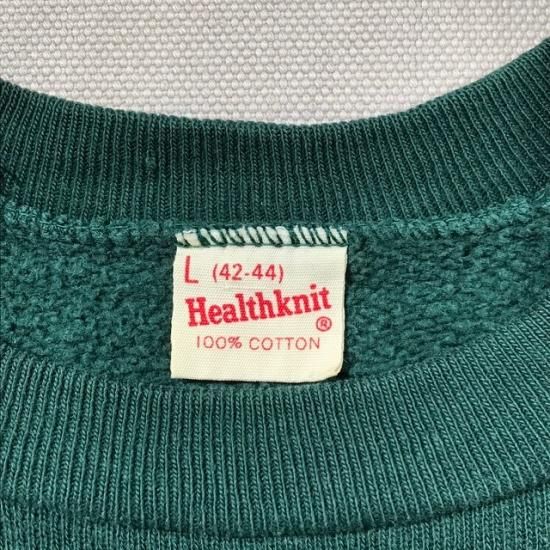 L (42-44)
Healthknit
®
100% COTTON